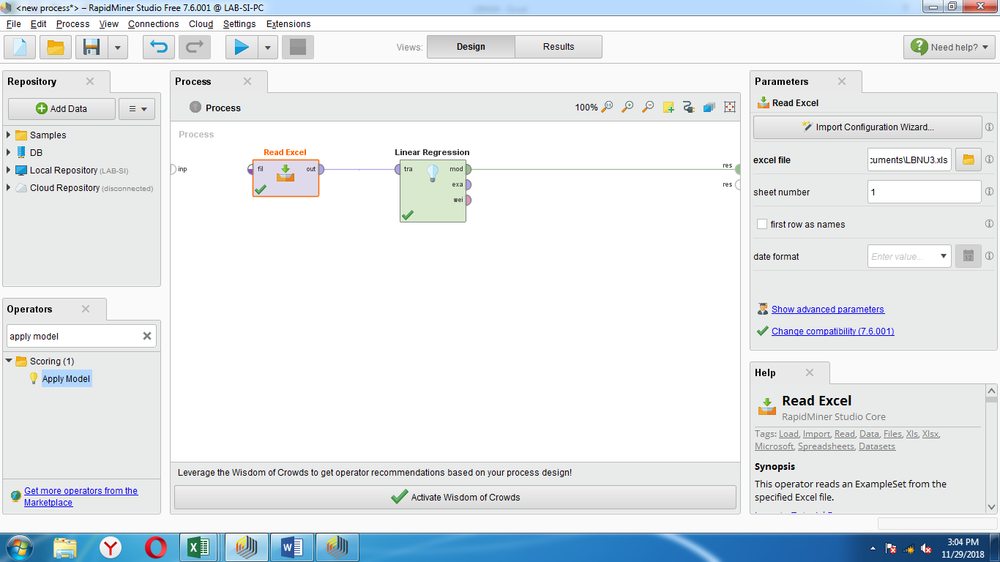 <new process*> – RapidMiner Studio Free 7.6.001 @ LAB-SI-PC
File Edit Process View Connections Cloud Settings Extensions
Views: Design Results
Need help?
Repository
Add Data
Samples
DB
Local Repository (LAB-SI)
Cloud Repository (disconnected)
Operators
apply model
Scoring (1)
Apply Model
Get more operators from the
Marketplace
Process
Process
100%
Process
inp
Read Excel
fil out
Linear Regression
tra mod
exa
wei
res
res
Leverage the Wisdom of Crowds to get operator recommendations based on your process design!
Activate Wisdom of Crowds
Parameters
Read Excel
Import Configuration Wizard...
excel file cuments\LBNU3.xls
sheet number 1
first row as names
date format Enter value... 12
Show advanced parameters
Change compatibility (7.6.001)
Help
Read Excel
RapidMiner Studio Core
Tags: Load, Import, Read, Data, Files, Xls, Xlsx,
Microsoft, Spreadsheets, Datasets
Synopsis
This operator reads an ExampleSet from the
specified Excel file.
3:04 PM
11/29/2018